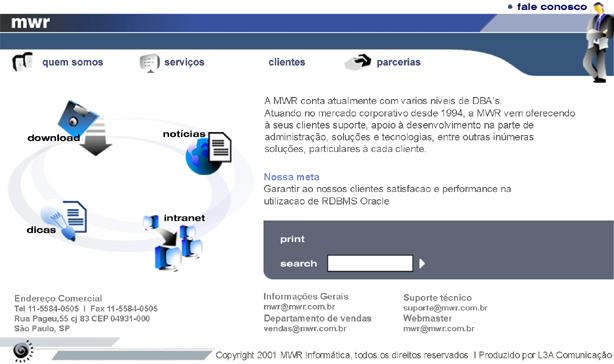 fale conosco
mwr
quem somos
serviços
clientes
parcerias
download
notícias
dicas
intranet
A MWR conta atualmente com varios niveis de DBA's.
Atuando no mercado corporativo desde 1994, a MWR vem oferecendo
à seus clientes suporte, apoio à desenvolvimento na parte de
administração, soluções e tecnologias, entre outras inúmeras
soluções, particulares à cada cliente.
Nossa meta
Garantir ao nossos clientes satisfacao e performance na
utilizacao de RDBMS Oracle
print
search
Endereço Comercial
Tel 11-5584-0505 I Fax 11-5584-0505
Rua Pageu,55 cj 83 CEP 04931-000
São Paulo, SP
Informações Gerais
mwr@mwr.com.br
Departamento de vendas
vendas@mwr.com.br
Suporte técnico
suporte@mwr.com.br
Webmaster
mwr@mwr.com.br
Copyright 2001 MWR Informática, todos os direitos reservados I Produzido por L3A Comunicação